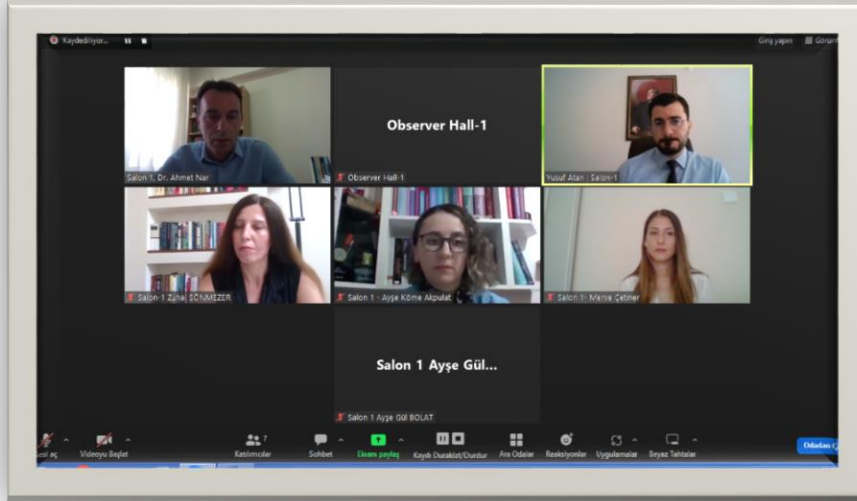 Kaydediliyor...
Giriş yapın
Salon 1, Dr. Ahmet Nar
Observer Hall-1
Observer Hall-1
Yusuf Atan | Salon-1
Salon-1 Zuhal SÖNMEZER
Salon 1 - Ayşe Köme Akpulat
Salon 1- Merve Çetiner
Salon 1 Ayşe Gül...
Salon 1 Ayşe Gül BOLAT
Videoyu Başlat
7
Katılımcılar
Sohbet
Ekranı paylaş
Kaydı Duraklat/Durdur
Ara Odalar
Reaksiyonlar
Uygulamalar
Beyaz Tahtalar